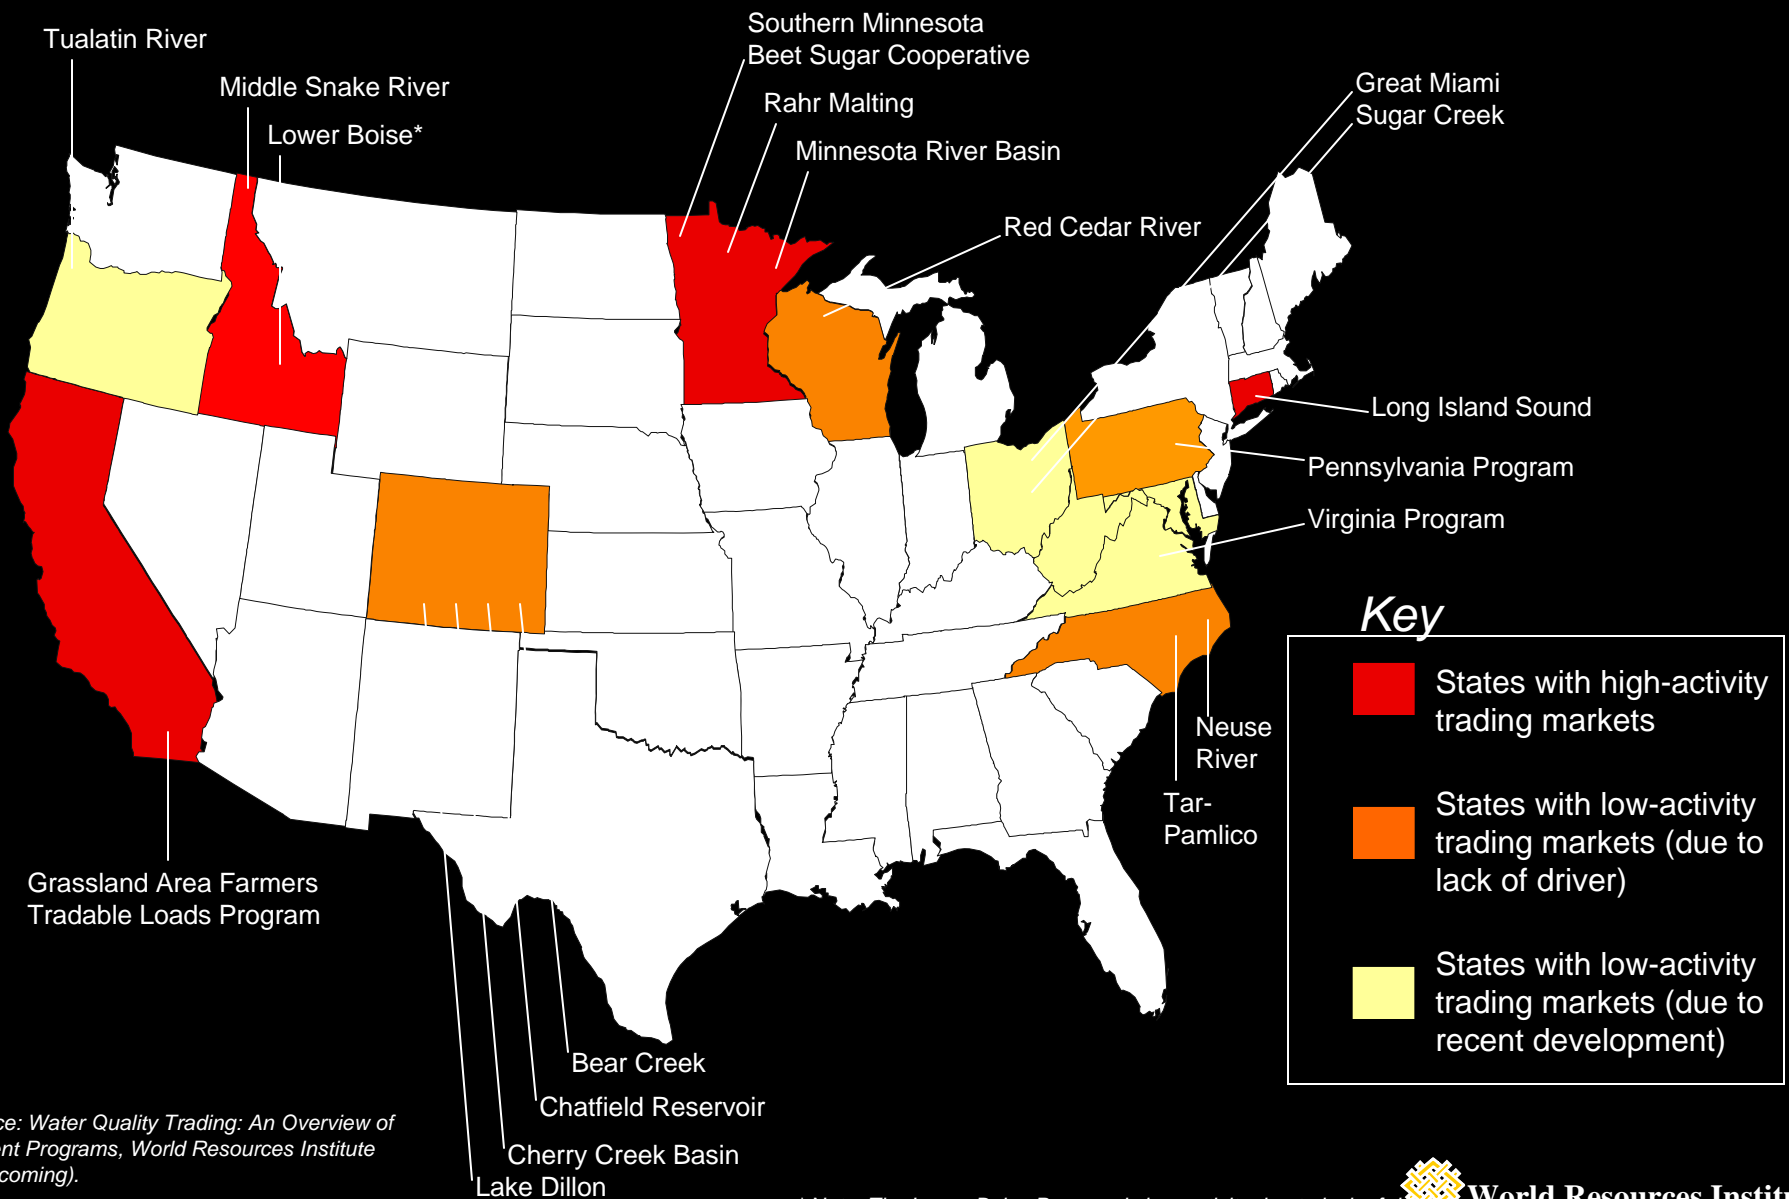 Tualatin River
Middle Snake River
Lower Boise*
Southern Minnesota
Beet Sugar Cooperative
Rahr Malting
Minnesota River Basin
Red Cedar River
Great Miami
Sugar Creek
Long Island Sound
Pennsylvania Program
Virginia Program
Neuse
River
Tar-
Pamlico
Grassland Area Farmers
Tradable Loads Program
Bear Creek
Chatfield Reservoir
Cherry Creek Basin
Lake Dillon
Key
States with high-activity
trading markets
States with low-activity
trading markets (due to
lack of driver)
States with low-activity
trading markets (due to
recent development)
ce: Water Quality Trading: An Overview of
nt Programs, World Resources Institute
coming).
World Resources Instit